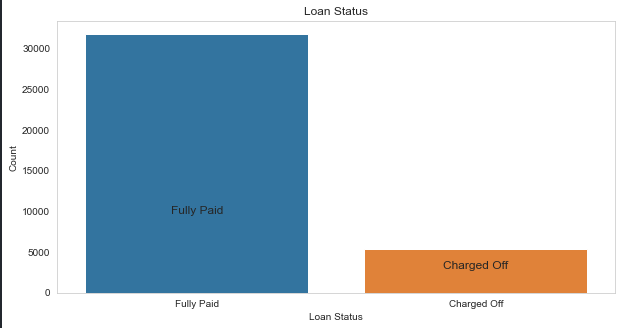 Loan Status
30000
25000
20000
15000
10000
5000
0
Count
Fully Paid
Charged Off
Fully Paid
Charged Off
Loan Status